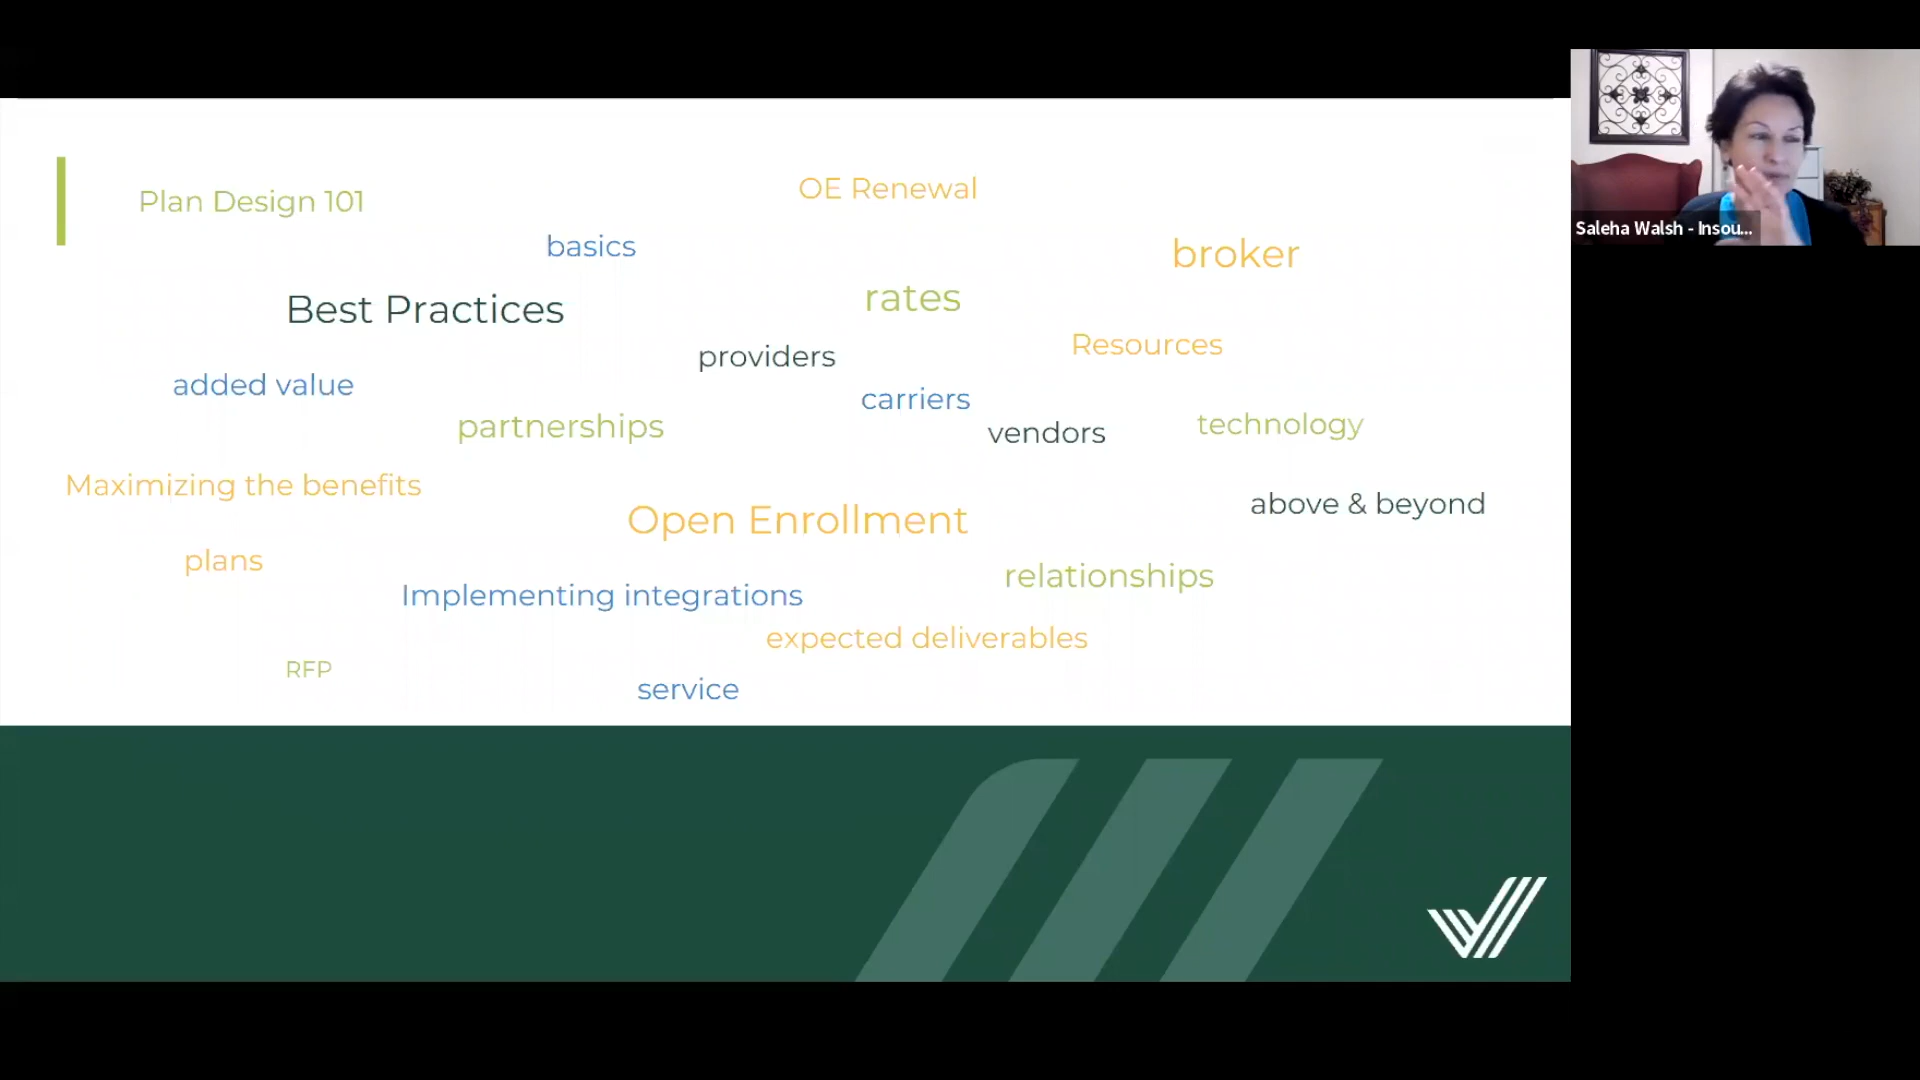 Plan Design 101
OE Renewal
basics
broker
Best Practices
rates
providers
Resources
added value
carriers
partnerships
vendors
technology
Maximizing the benefits
above & beyond
Open Enrollment
plans
relationships
Implementing integrations
expected deliverables
RFP
service
Saleha Walsh - Insou...